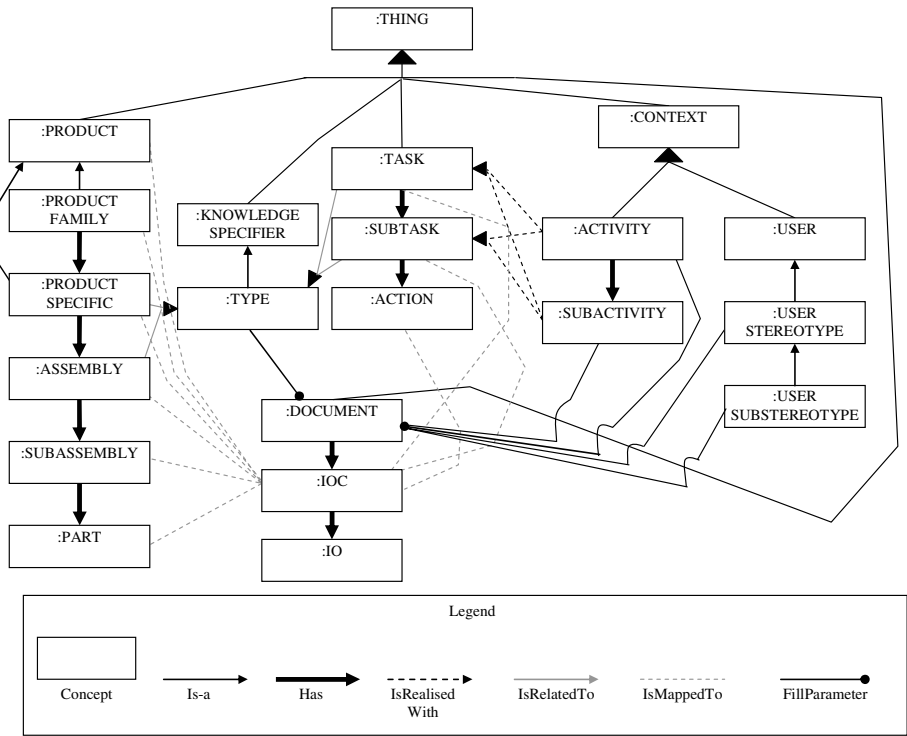 :THING
:PRODUCT
:CONTEXT
:TASK
:PRODUCT
FAMILY
:KNOWLEDGE
SPECIFIER
:SUBTASK
:ACTIVITY
:USER
:PRODUCT
SPECIFIC
:TYPE
:ACTION
:SUBACTIVITY
:USER
STEREOTYPE
:ASSEMBLY
:DOCUMENT
:USER
SUBSTEREOTYPE
:SUBASSEMBLY
:IOC
:PART
:IO
Legend
Concept
Is-a
Has
IsRealised
With
IsRelatedTo
IsMappedTo
FillParameter